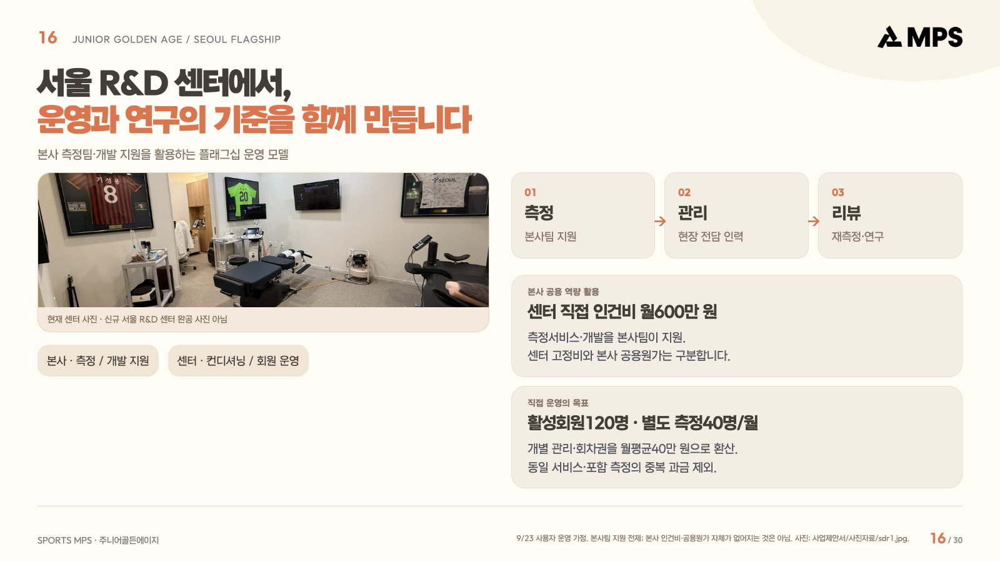 16 JUNIOR GOLDEN AGE / SEOUL FLAGSHIP
MPS
서울 R&D 센터에서,
운영과 연구의 기준을 함께 만듭니다
본사 측정팀·개발 지원을 활용하는 플래그십 운영 모델
기성용
8
20
SEOUL
현재 센터 사진 · 신규 서울 R&D 센터 완공 사진 아님
본사 · 측정 / 개발 지원
센터 · 컨디셔닝 / 회원 운영
01
측정
본사팀 지원
→
02
관리
현장 전담 인력
→
03
리뷰
재측정·연구
본사 공용 역량 활용
센터 직접 인건비 월600만 원
측정서비스·개발을 본사팀이 지원.
센터 고정비와 본사 공용원가는 구분합니다.
직접 운영의 목표
활성회원120명 · 별도 측정40명/월
개별 관리·회차권을 월평균40만 원으로 환산.
동일 서비스·포함 측정의 중복 과금 제외.
SPORTS MPS · 주니어골든에이지
9/23 사용자 운영 가정. 본사팀 지원 전제; 본사 인건비·공용원가 자체가 없어지는 것은 아님. 사진: 사업제안서/사진자료/sdr1.jpg.
16 / 30